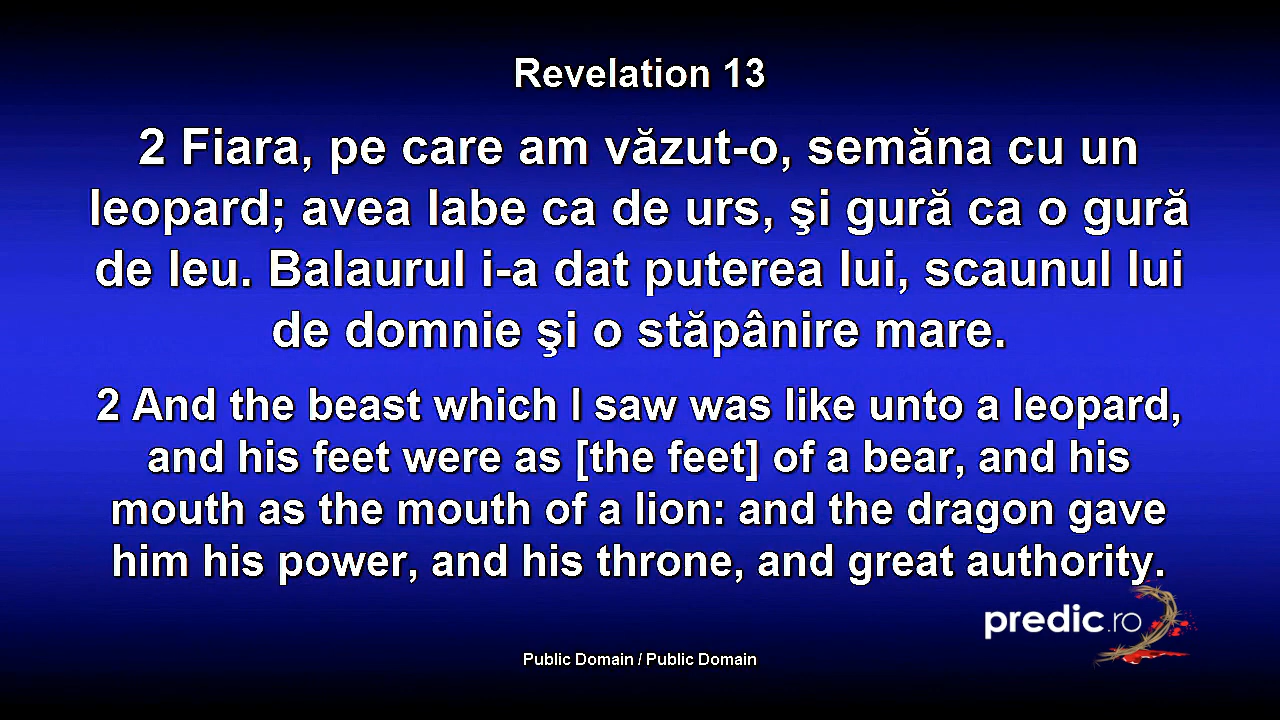 Revelation 13
2 Fiara, pe care am văzut-o, semăna cu un
leopard; avea labe ca de urs, şi gură ca o gură
de leu. Balaurul i-a dat puterea lui, scaunul lui
de domnie şi o stăpânire mare.
2 And the beast which I saw was like unto a leopard,
and his feet were as [the feet] of a bear, and his
mouth as the mouth of a lion: and the dragon gave
him his power, and his throne, and great authority.
predic.ro
Public Domain / Public Domain